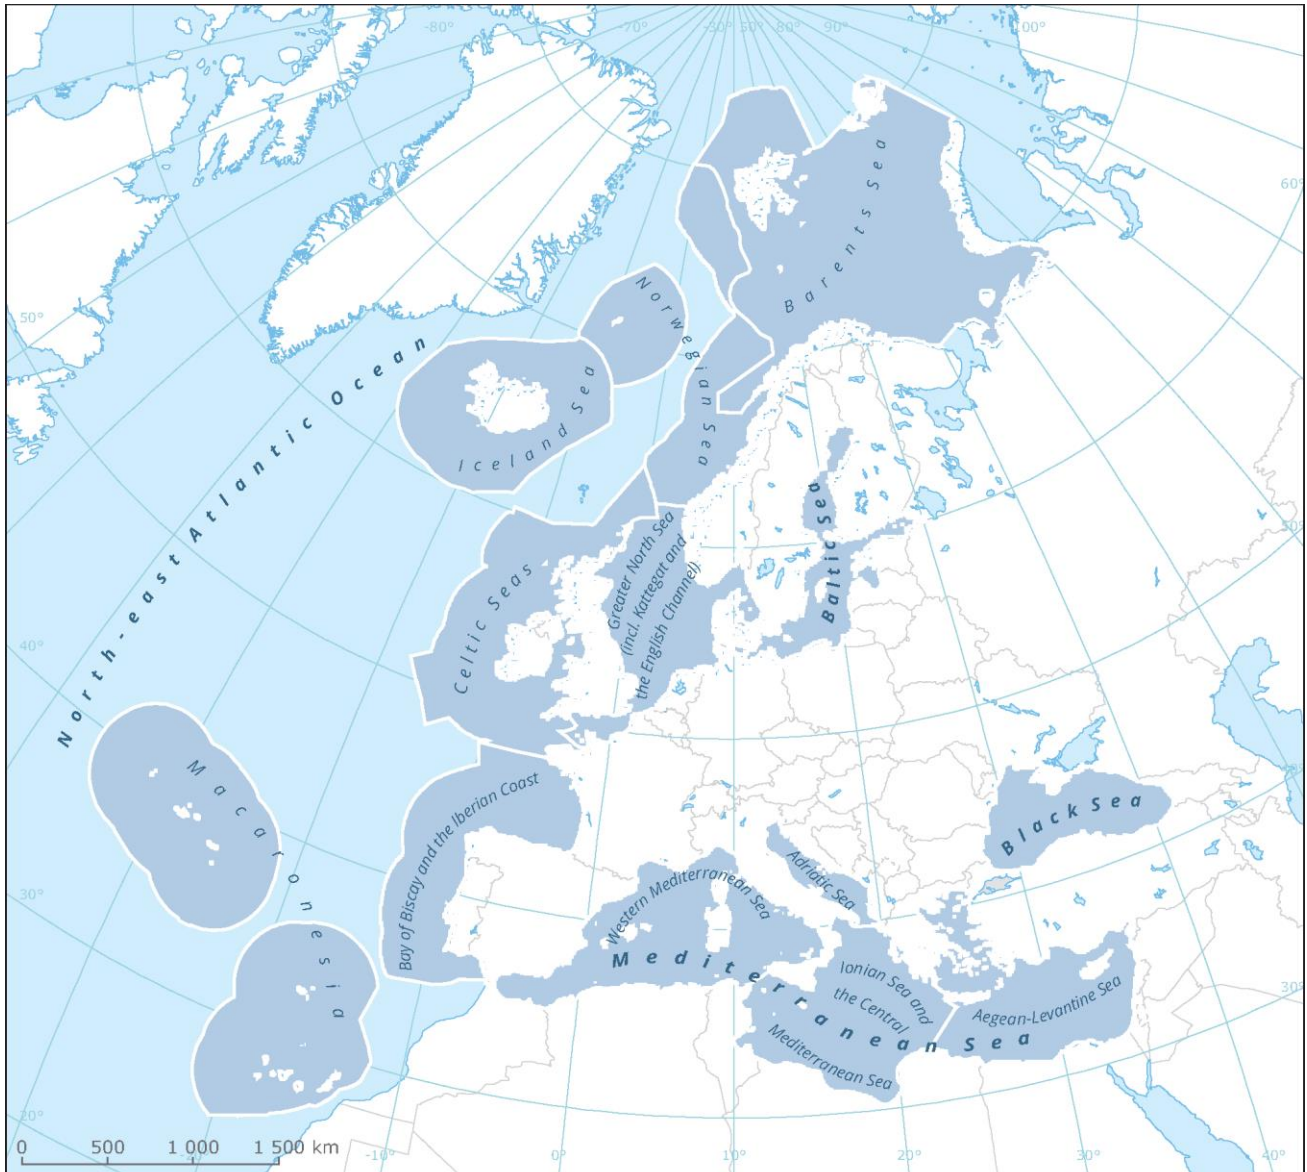 -80°
-70°
-30°
50°
80°
90°
100°
60°
50°
50°
40°
30°
30°
20°
-10°
0°
10°
20°
30°
40°
Barents Sea
Norwegian Sea
Iceland Sea
North-east Atlantic Ocean
Celtic Seas
Greater North Sea
(incl. Kattegat and
the English Channel)
Baltic Sea
Macaronesia
Bay of Biscay and the Iberian Coast
Black Sea
Adriatic Sea
Western Mediterranean Sea
Mediterranean Sea
Ionian Sea and
the Central
Mediterranean Sea
Aegean-Levantine Sea
0 500 1 000 1 500 km